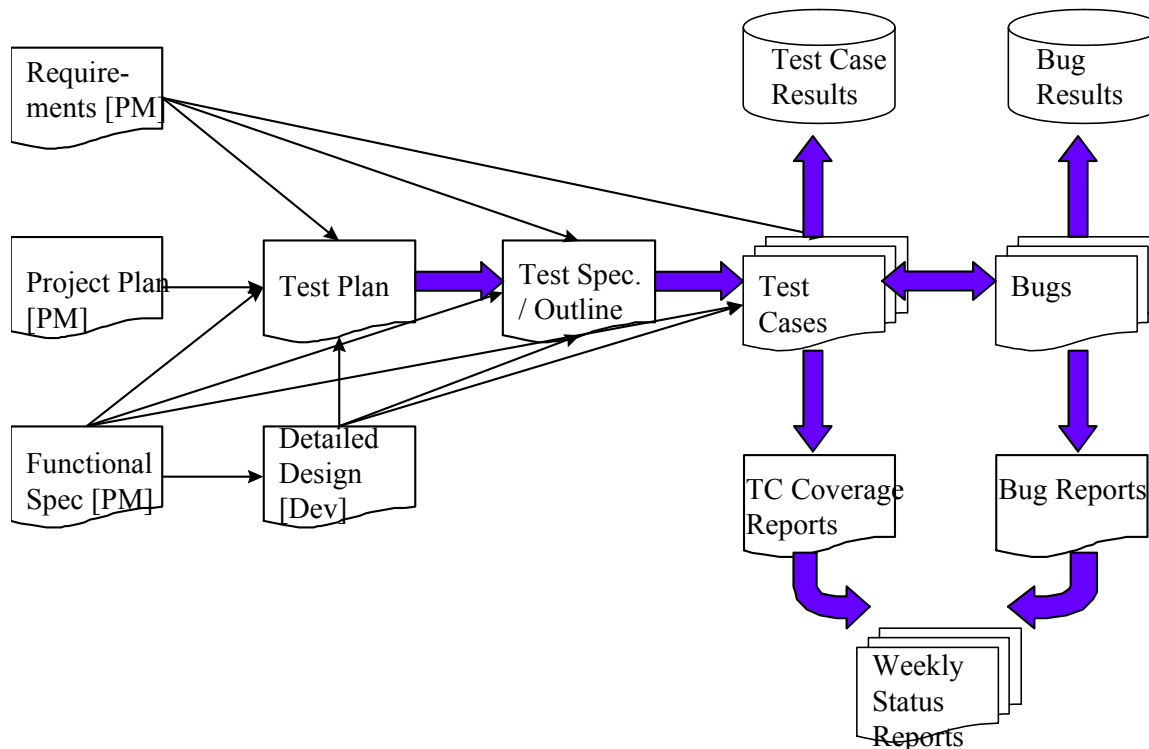 Require-
ments [PM]
Test Case
Results
Bug
Results
Project Plan
[PM]
Test Plan
Test Spec.
/ Outline
Test
Cases
Bugs
Functional
Spec [PM]
Detailed
Design
[Dev]
TC Coverage
Reports
Bug Reports
Weekly
Status
Reports